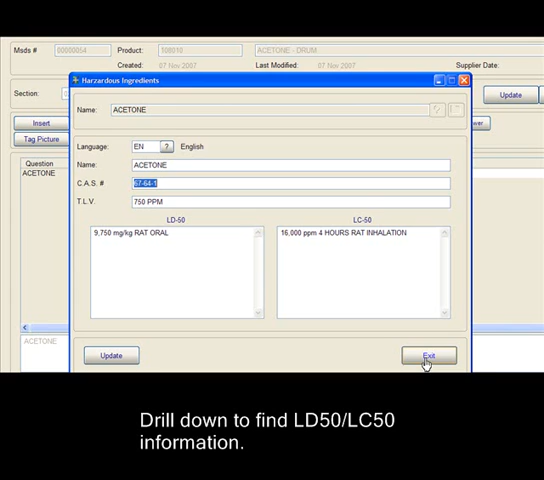 Msds # 00000054 Product: 108010 ACETONE - DRUM
Created: 07 Nov 2007 Last Modified: 07 Nov 2007 Supplier Date:
Harzardous Ingredients
Section: Update
Name: ACETONE
Insert
Tag Picture
Language: EN ? English
Question
ACETONE
Name: ACETONE
C.A.S. # 67-64-1
T.L.V. 750 PPM
LD-50 LC-50
9,750 mg/kg RAT ORAL 16,000 ppm 4 HOURS RAT INHALATION
ACETONE
Update Exit
Drill down to find LD50/LC50
information.